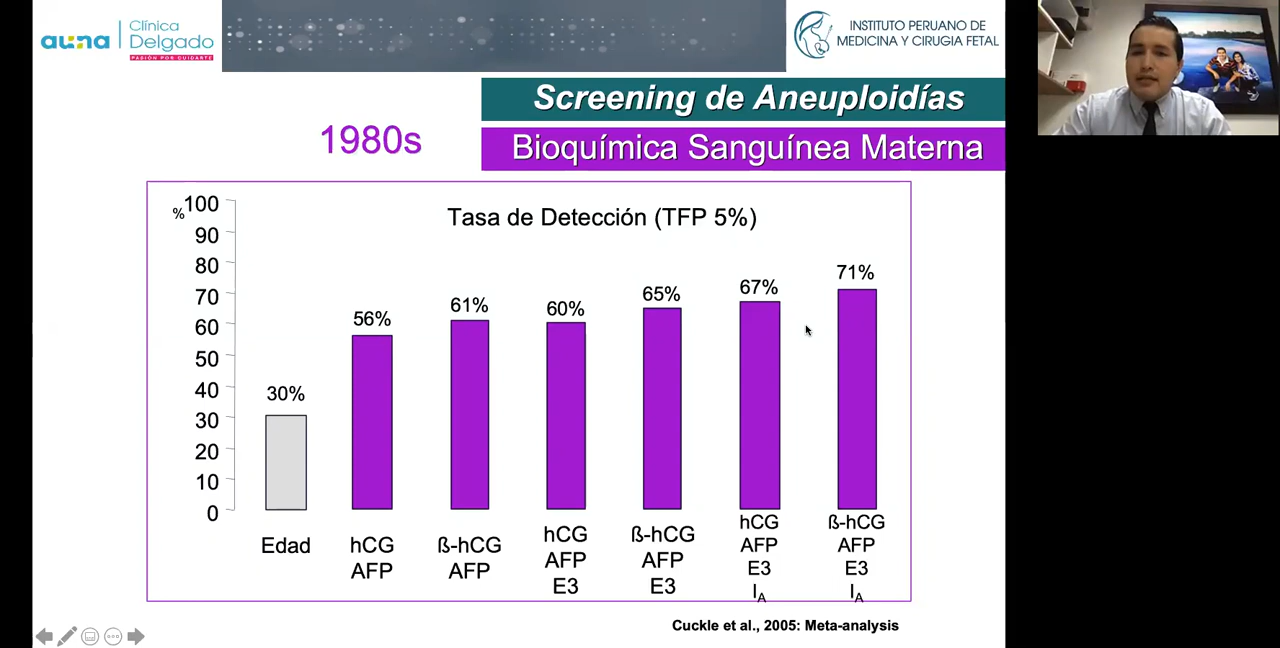 auna
Clínica
Delgado
PASIÓN POR CUIDARTE
INSTITUTO PERUANO DE
MEDICINA Y CIRUGIA FETAL
Screening de Aneuploidías
1980s
Bioquímica Sanguínea Materna
Tasa de Detección (TFP 5%)
%
100
90
80
70
60
50
40
30
20
10
0
30%
56%
61%
60%
65%
67%
71%
Edad
hCG
AFP
ß-hCG
AFP
hCG
AFP
E3
ß-hCG
AFP
E3
hCG
AFP
E3
IA
ß-hCG
AFP
E3
IA
Cuckle et al., 2005: Meta-analysis